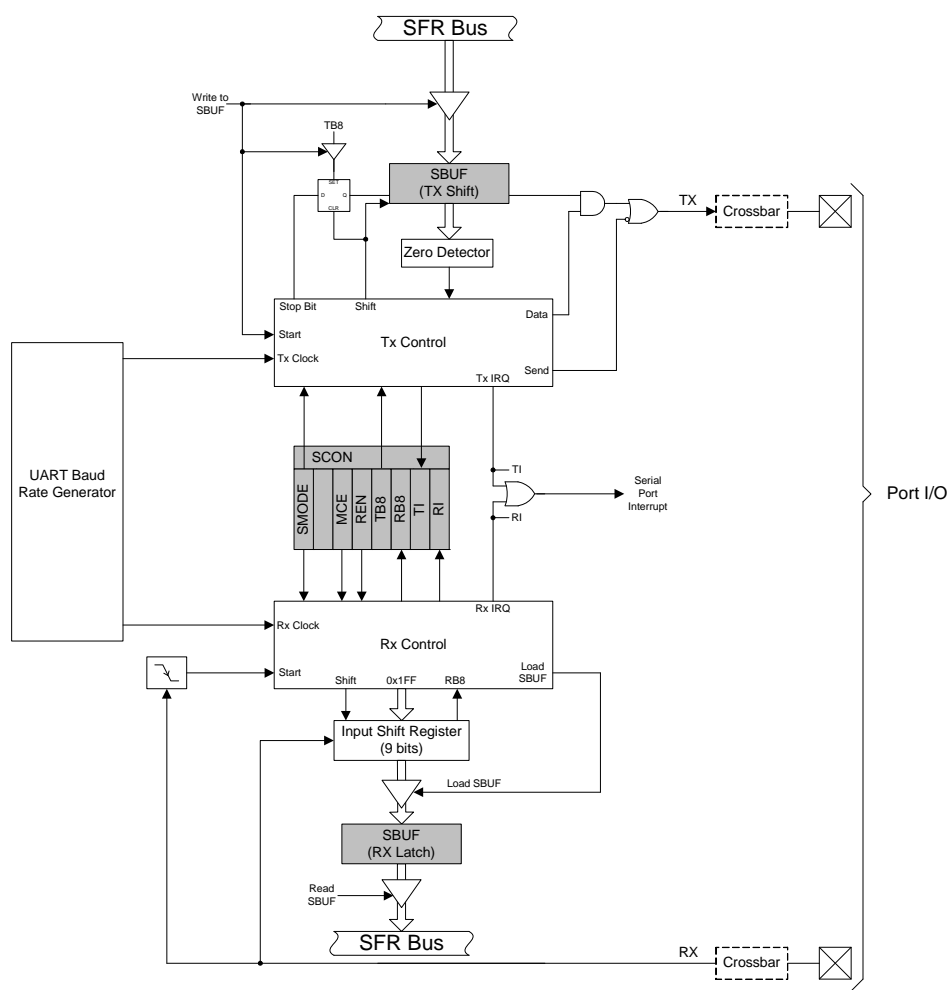 SFR Bus
Write to
SBUF
TB8
SET
D
Q
CLR
SBUF
(TX Shift)
TX
Crossbar
Zero Detector
Stop Bit
Shift
Data
Start
Tx Control
Tx Clock
Send
Tx IRQ
UART Baud
Rate Generator
SCON
SMODE
MCE
REN
TB8
RB8
TI
RI
TI
RI
Serial
Port
Interrupt
Port I/O
Rx IRQ
Rx Clock
Rx Control
Start
Load
SBUF
Shift
0x1FF
RB8
Input Shift Register
(9 bits)
Load SBUF
SBUF
(RX Latch)
Read
SBUF
SFR Bus
RX
Crossbar